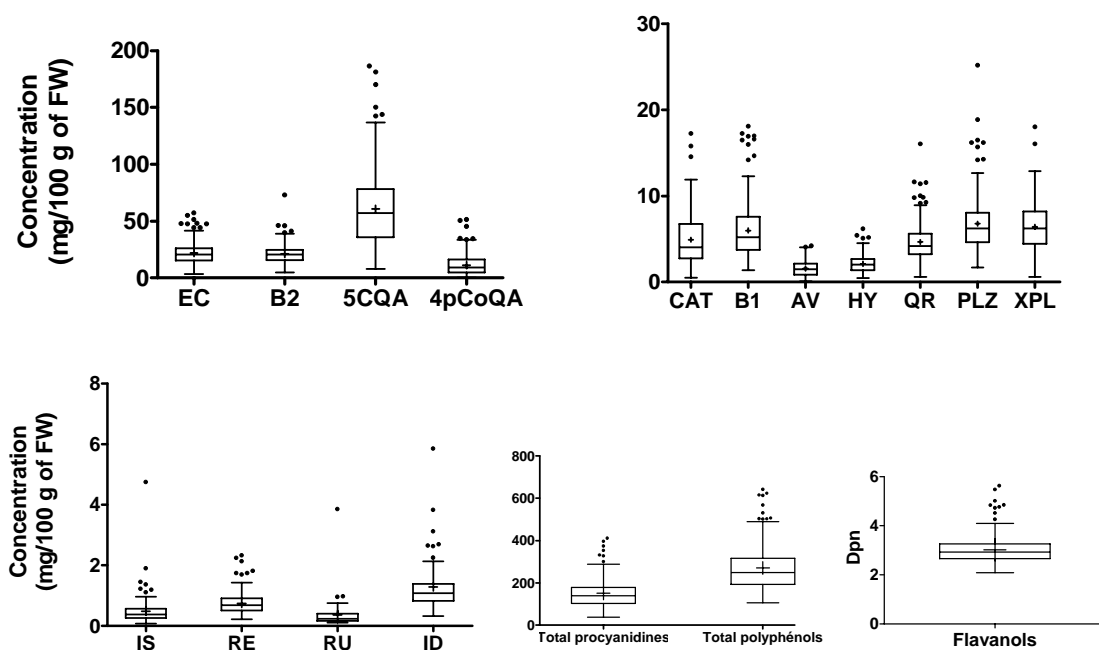 Concentration
(mg/100 g of FW)
200
150
100
50
0
EC B2 5CQA 4pCoQA
30
20
10
0
CAT B1 AV HY QR PLZ XPL
Concentration
(mg/100 g of FW)
8
6
4
2
0
IS RE RU ID
800
600
400
200
0
Total procyanidines Total polyphénols
Dpn
6
4
2
0
Flavanols